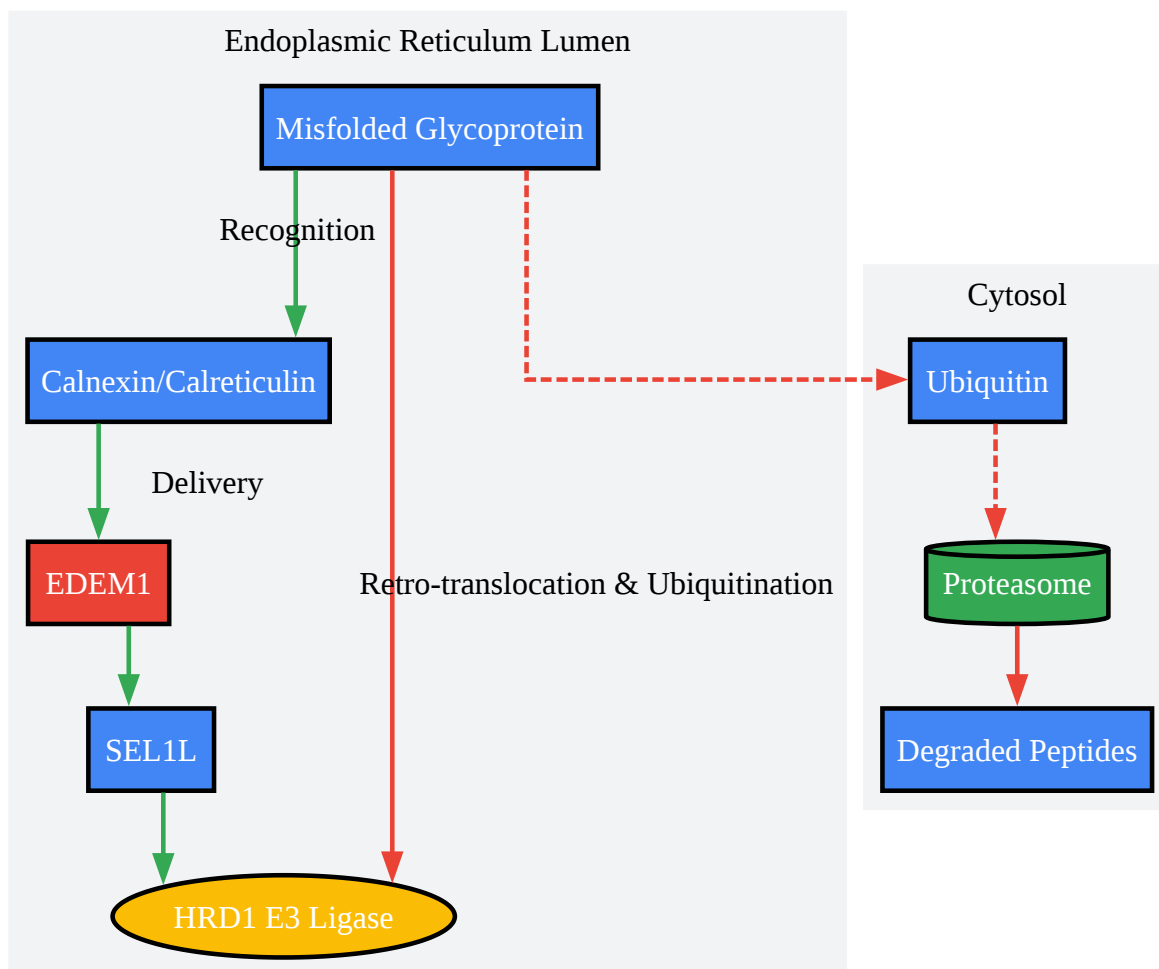 Endoplasmic Reticulum Lumen
Misfolded Glycoprotein
Recognition
Cytosol
Calnexin/Calreticulin
Ubiquitin
Delivery
EDEM1
Retro-translocation & Ubiquitination
Proteasome
SEL1L
Degraded Peptides
HRD1 E3 Ligase